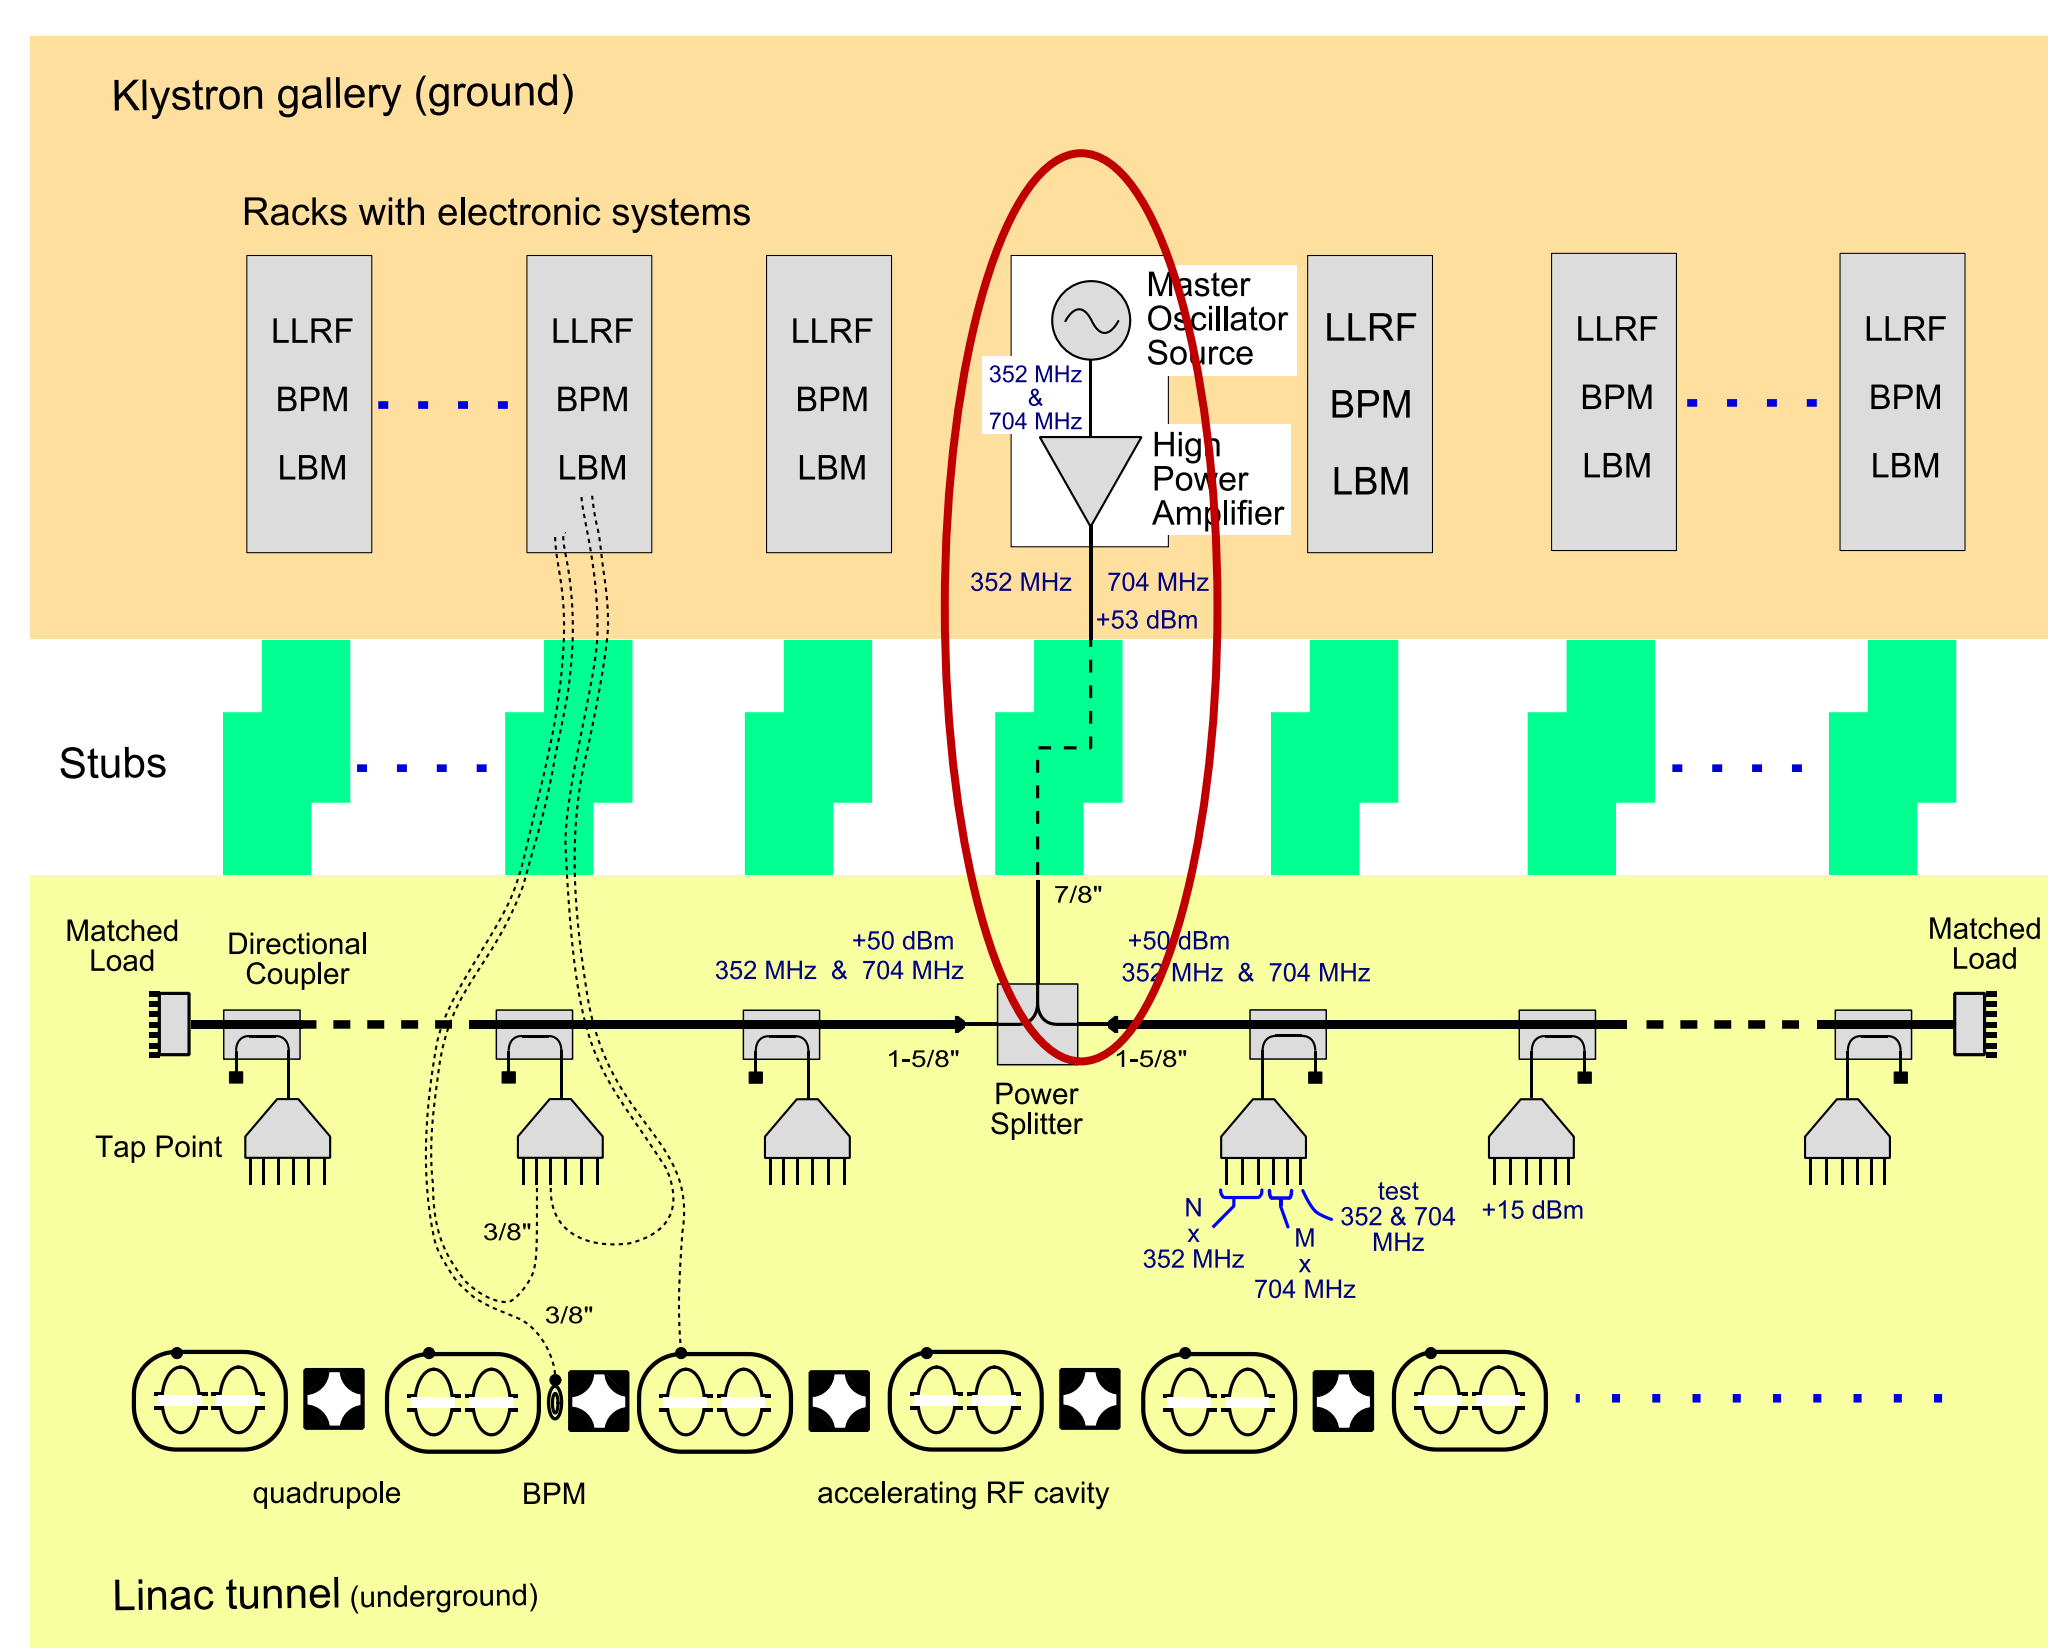 Klystron gallery (ground)
Racks with electronic systems
LLRF
BPM
LBM
LLRF
BPM
LBM
LLRF
BPM
LBM
Master
Oscillator
Source
352 MHz
&
704 MHz
High
Power
Amplifier
352 MHz 704 MHz
+53 dBm
LLRF
BPM
LBM
LLRF
BPM
LBM
LLRF
BPM
LBM
Stubs
7/8"
Matched
Load
Directional
Coupler
+50 dBm
352 MHz & 704 MHz
+50 dBm
352 MHz & 704 MHz
Matched
Load
1-5/8"
1-5/8"
Power
Splitter
Tap Point
3/8"
3/8"
N
x
352 MHz
M
x
704 MHz
test
352 & 704
MHz
+15 dBm
quadrupole
BPM
accelerating RF cavity
Linac tunnel (underground)